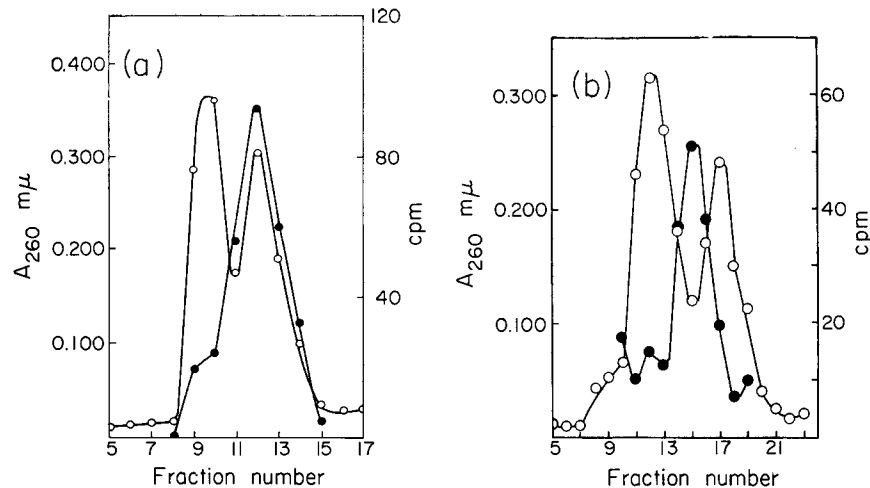 (a)
120
0.400
0.300
80
0.200
40
0.100
A260 mμ
cpm
5 7 9 11 13 15 17
Fraction number
(b)
0.300
60
0.200
40
0.100
20
A260 mμ
cpm
5 9 13 17 21
Fraction number